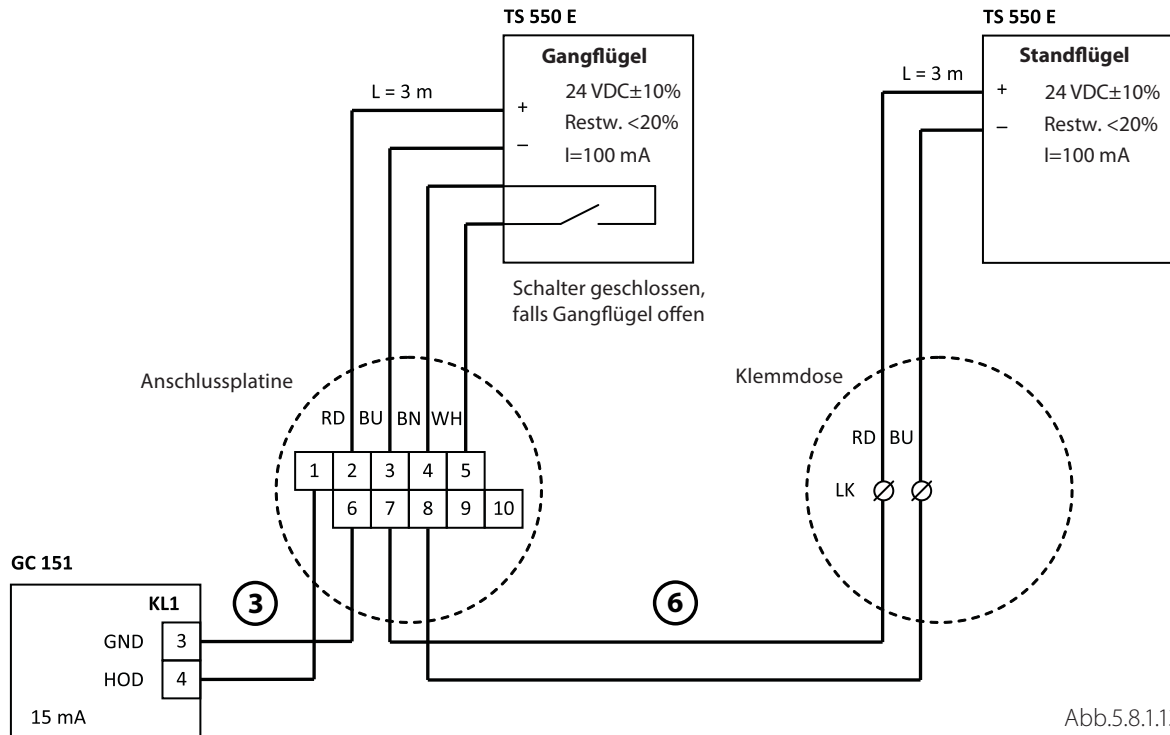 TS 550 E
Gangflügel
24 VDC±10%
Restw. <20%
I=100 mA
+
–
L = 3 m
Schalter geschlossen,
falls Gangflügel offen
TS 550 E
Standflügel
24 VDC±10%
Restw. <20%
I=100 mA
+
–
L = 3 m
Anschlussplatine
RD BU BN WH
1 2 3 4 5
6 7 8 9 10
Klemmdose
RD BU
LK
GC 151
KL1
GND 3
HOD 4
15 mA
3
6
Abb.5.8.1.1.